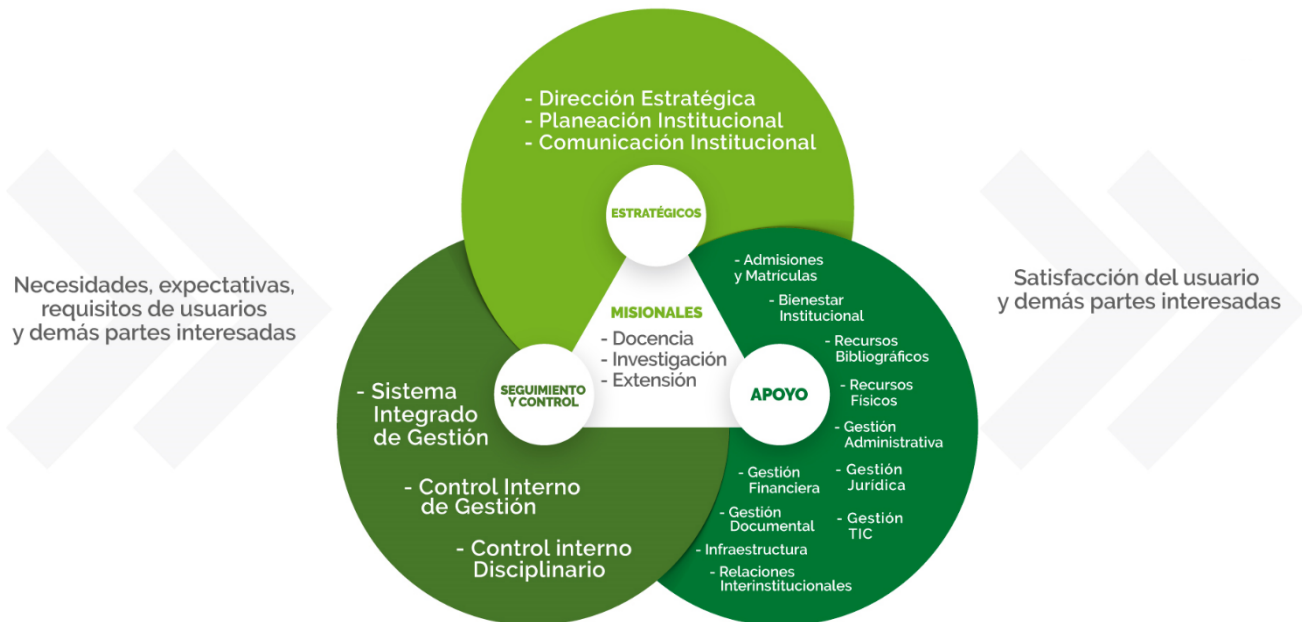 - Dirección Estratégica
- Planeación Institucional
- Comunicación Institucional
ESTRATÉGICOS
Necesidades, expectativas,
requisitos de usuarios
y demás partes interesadas
MISIONALES
- Docencia
- Investigación
- Extensión
SEGUIMIENTO
Y CONTROL
- Sistema
Integrado
de Gestión
- Control Interno
de Gestión
- Control interno
Disciplinario
APOYO
- Admisiones
y Matrículas
- Bienestar
Institucional
- Recursos
Bibliográficos
- Recursos
Físicos
- Gestión
Administrativa
- Gestión
Jurídica
- Gestión
TIC
- Gestión
Financiera
- Gestión
Documental
- Infraestructura
- Relaciones
Interinstitucionales
Satisfacción del usuario
y demás partes interesadas